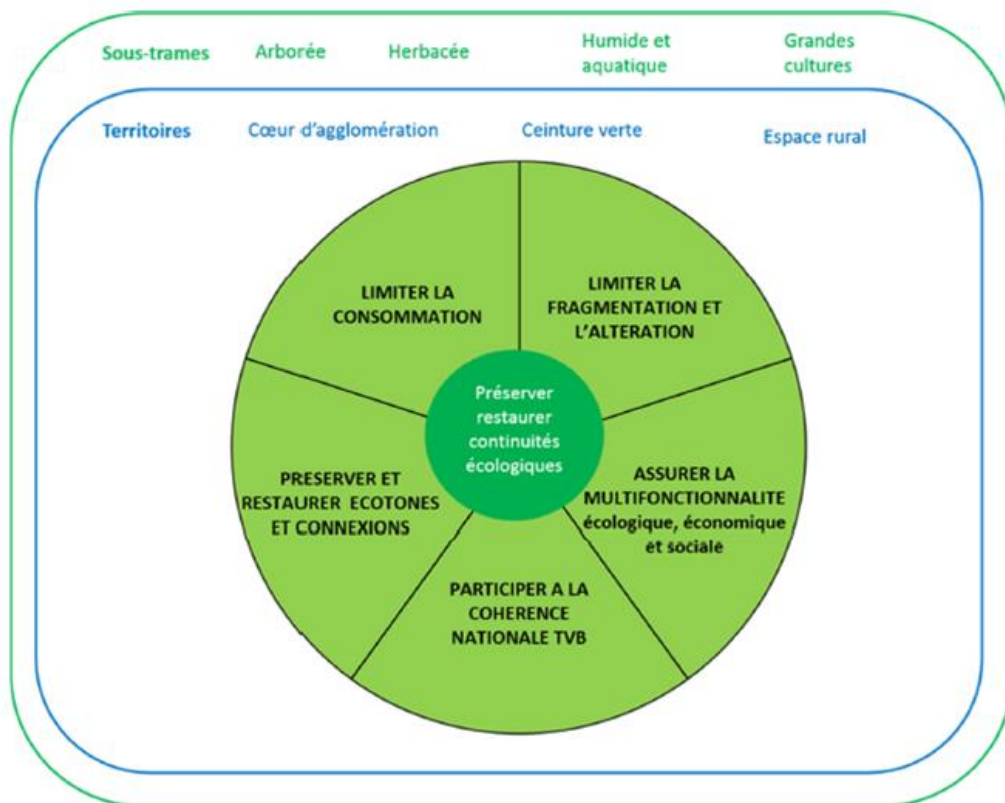 Sous-trames Arborée Herbacée Humide et aquatique Grandes cultures
Territoires Cœur d'agglomération Ceinture verte Espace rural
LIMITER LA
CONSOMMATION
LIMITER LA
FRAGMENTATION ET
L'ALTERATION
Préserver
restaurer
continuités
écologiques
PRESERVER ET
RESTAURER ECOTONES
ET CONNEXIONS
ASSURER LA
MULTIFONCTIONNALITE
écologique, économique
et sociale
PARTICIPER A LA
COHERENCE
NATIONALE TVB